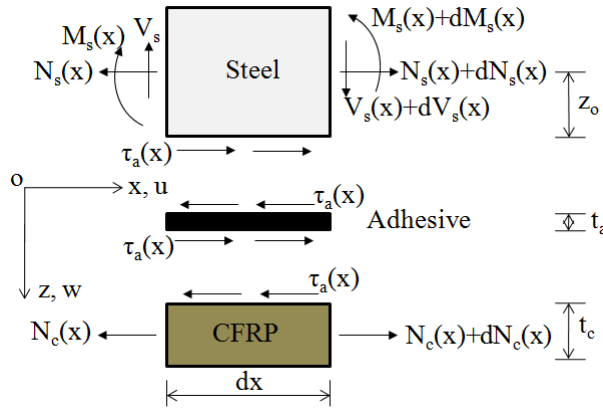 M_s(x) V_s M_s(x)+dM_s(x)
N_s(x) Steel N_s(x)+dN_s(x)
V_s(x)+dV_s(x) z_o
τ_a(x)
o x, u τ_a(x)
Adhesive t_a
τ_a(x)
z, w τ_a(x)
N_c(x) CFRP N_c(x)+dN_c(x) t_c
dx